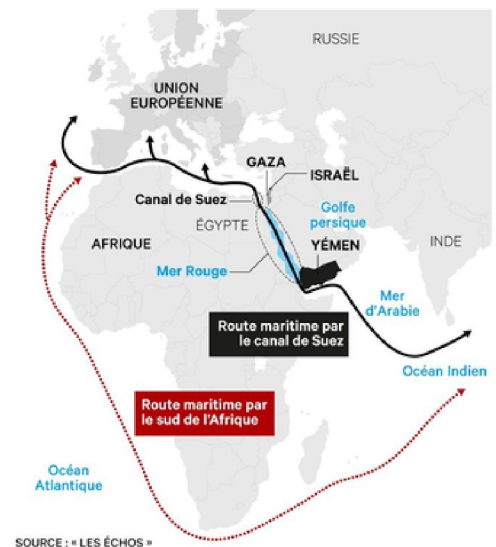 RUSSIE
UNION
EUROPÉENNE
GAZA
ISRAËL
Canal de Suez
Golfe
persique
ÉGYPTE
YÉMEN
INDE
AFRIQUE
Mer Rouge
Mer
d'Arabie
Route maritime par
le canal de Suez
Océan Indien
Route maritime par
le sud de l'Afrique
Océan
Atlantique
SOURCE : « LES ÉCHOS »